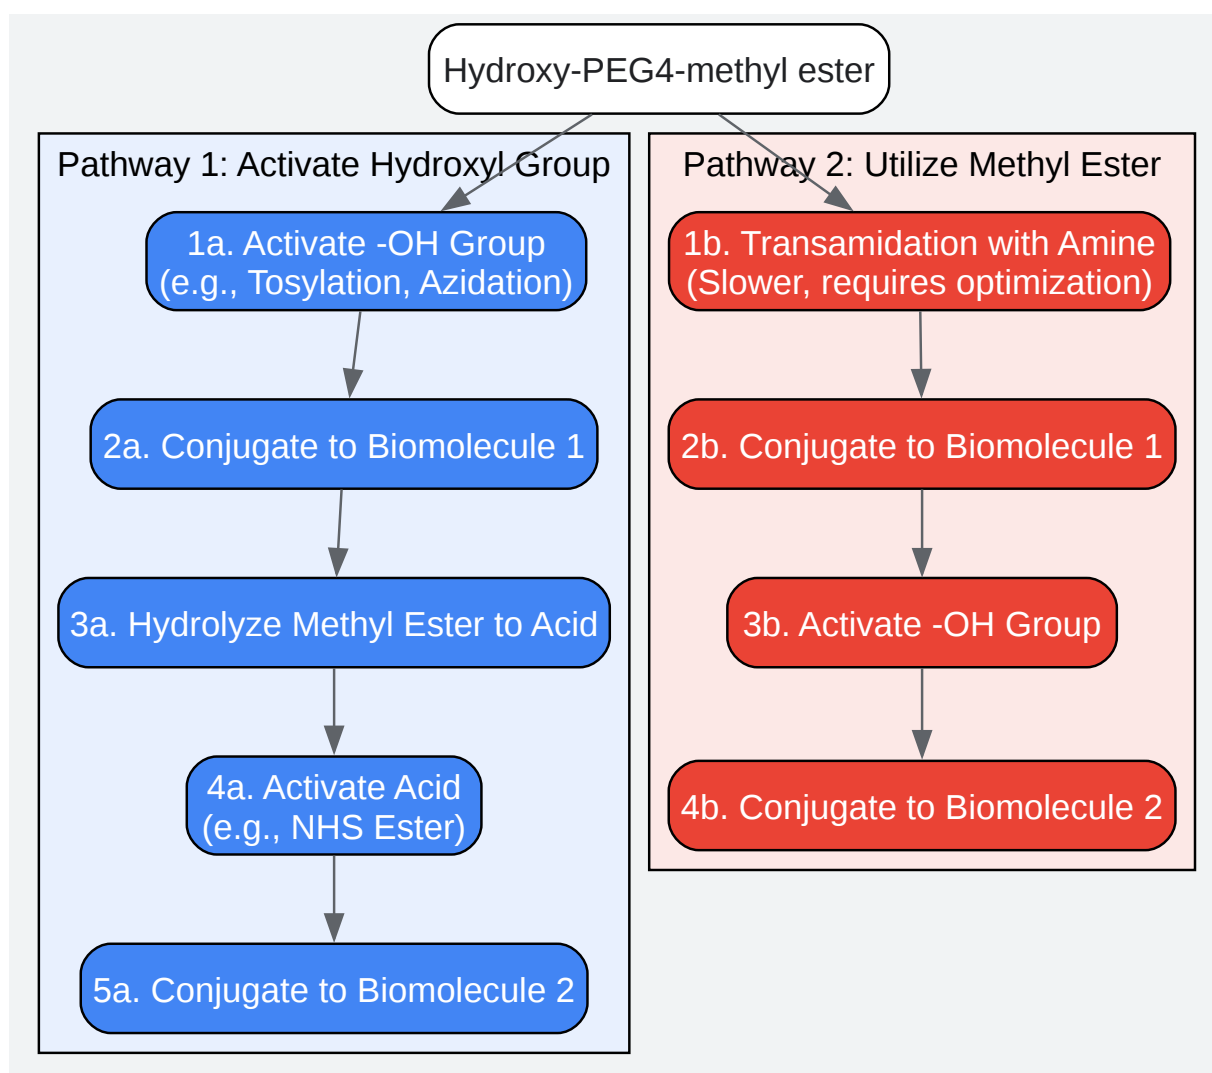 Hydroxy-PEG4-methyl ester
Pathway 1: Activate Hydroxyl Group
1a. Activate -OH Group
(e.g., Tosylation, Azidation)
2a. Conjugate to Biomolecule 1
3a. Hydrolyze Methyl Ester to Acid
4a. Activate Acid
(e.g., NHS Ester)
5a. Conjugate to Biomolecule 2
Pathway 2: Utilize Methyl Ester
1b. Transamidation with Amine
(Slower, requires optimization)
2b. Conjugate to Biomolecule 1
3b. Activate -OH Group
4b. Conjugate to Biomolecule 2